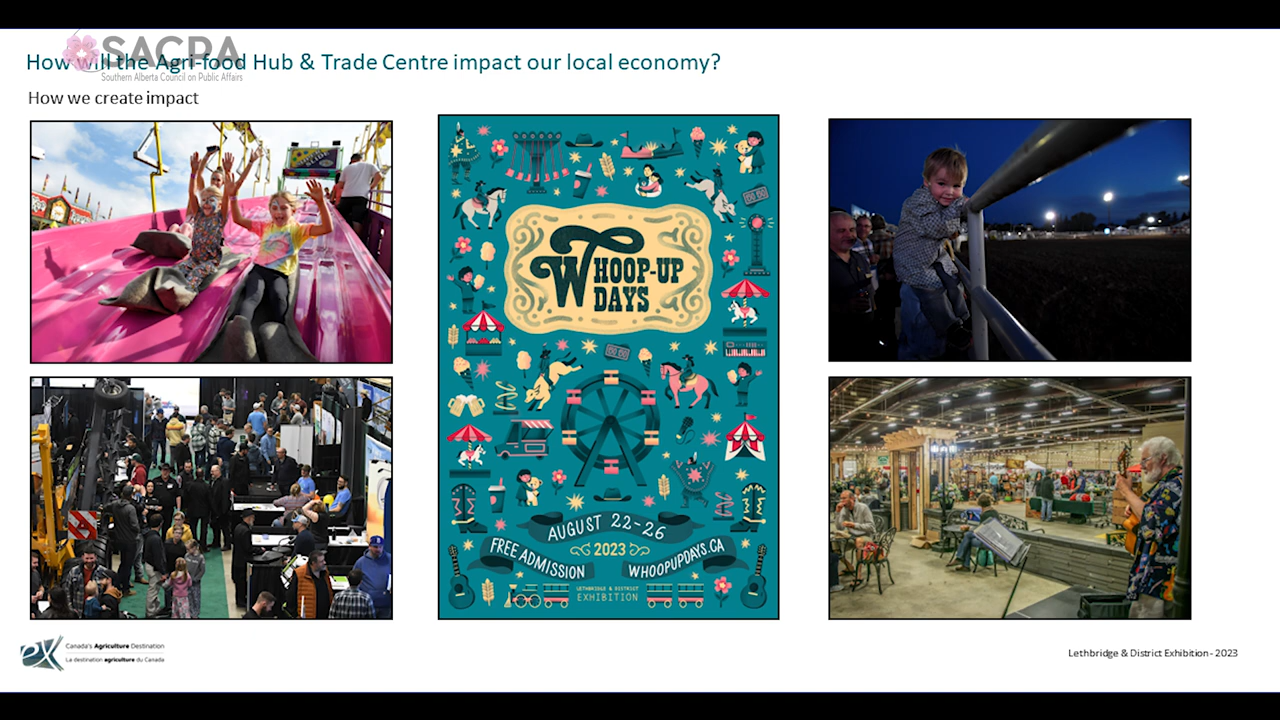 SACPA
Southern Alberta Council on Public Affairs
How will the Agri-food Hub & Trade Centre impact our local economy?
How we create impact
WHOOP-UP
DAYS
AUGUST 22-26
FREE ADMISSION
2023
WHOOPUPDAYS.CA
LETHBRIDGE & DISTRICT
EXHIBITION
ex
Canada's Agriculture Destination
La destination agriculture du Canada
Lethbridge & District Exhibition - 2023